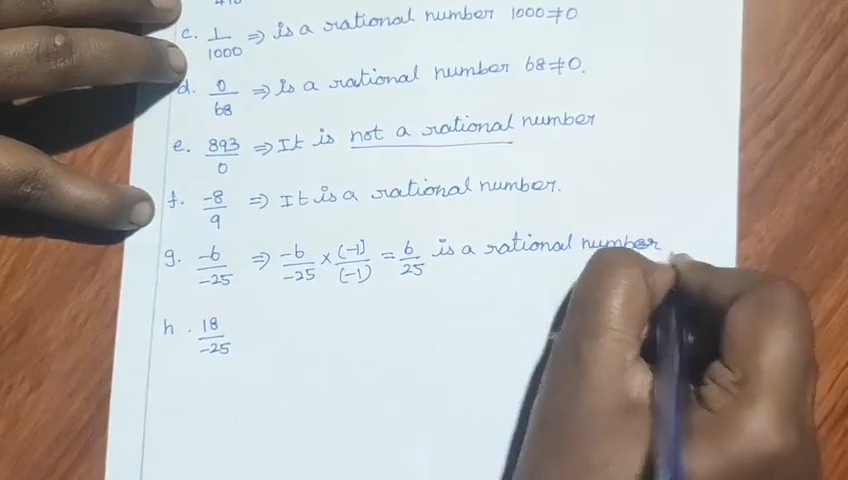 c. 1/1000 ⇒ is a rational number 1000≠0
d. 0/68 ⇒ is a rational number 68≠0.
e. 893/0 ⇒ It is not a rational number
f. -8/9 ⇒ It is a rational number.
g. -6/-25 ⇒ -6/-25 × (-1)/(-1) = 6/25 is a rational number
h. 18/-25